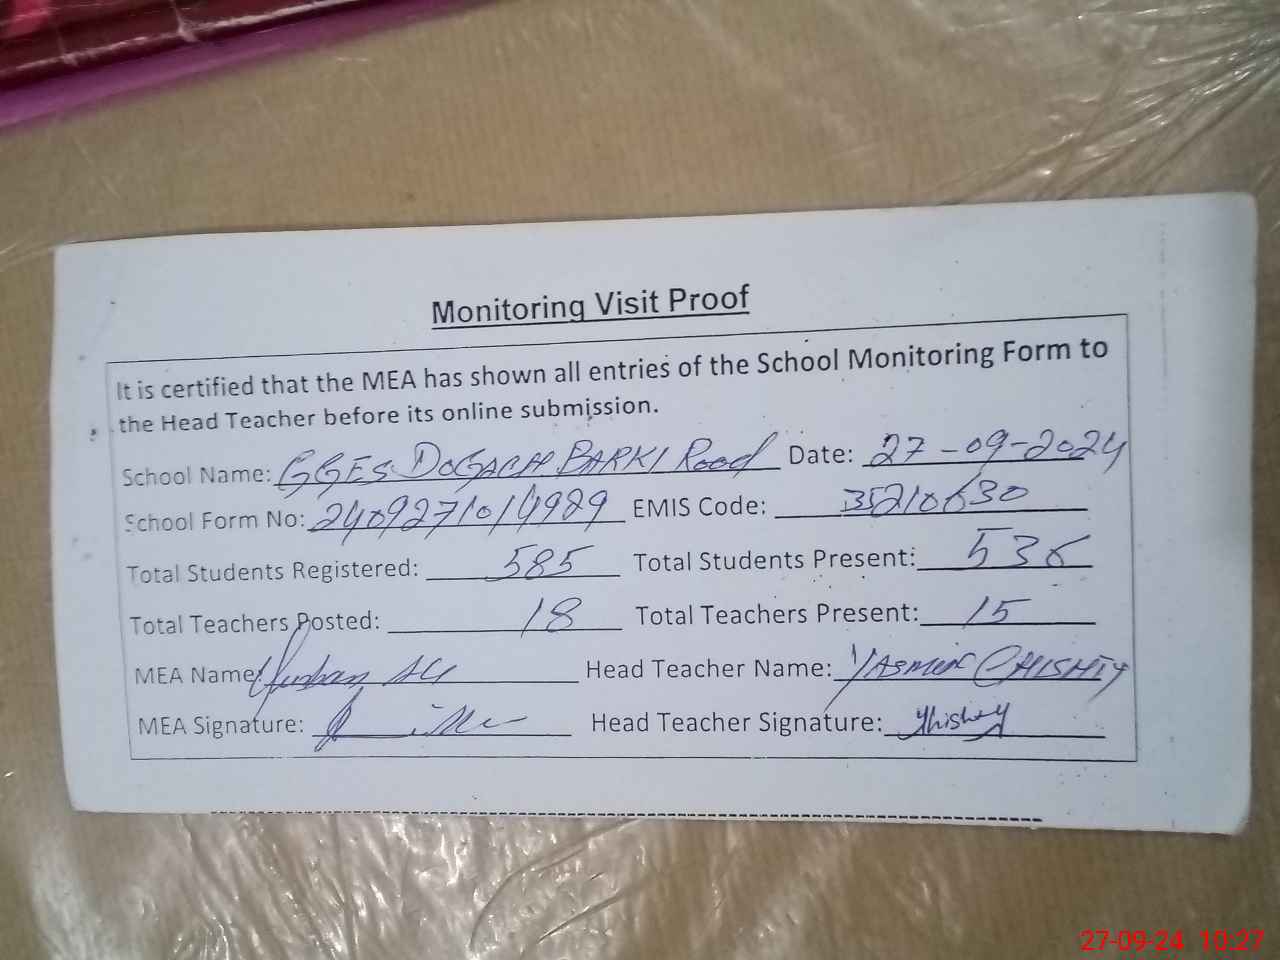 Monitoring Visit Proof
It is certified that the MEA has shown all entries of the School Monitoring Form to
the Head Teacher before its online submission.
School Name: GGES DOGACH BARKI Road Date: 27-09-2024
School Form No: 2409271014989 EMIS Code: 35210630
Total Students Registered: 585 Total Students Present: 536
Total Teachers Posted: 18 Total Teachers Present: 15
MEA Name: Ali Head Teacher Name: YASMIN CHISHTY
MEA Signature: Head Teacher Signature: Yhishty
27-09-24 10:27